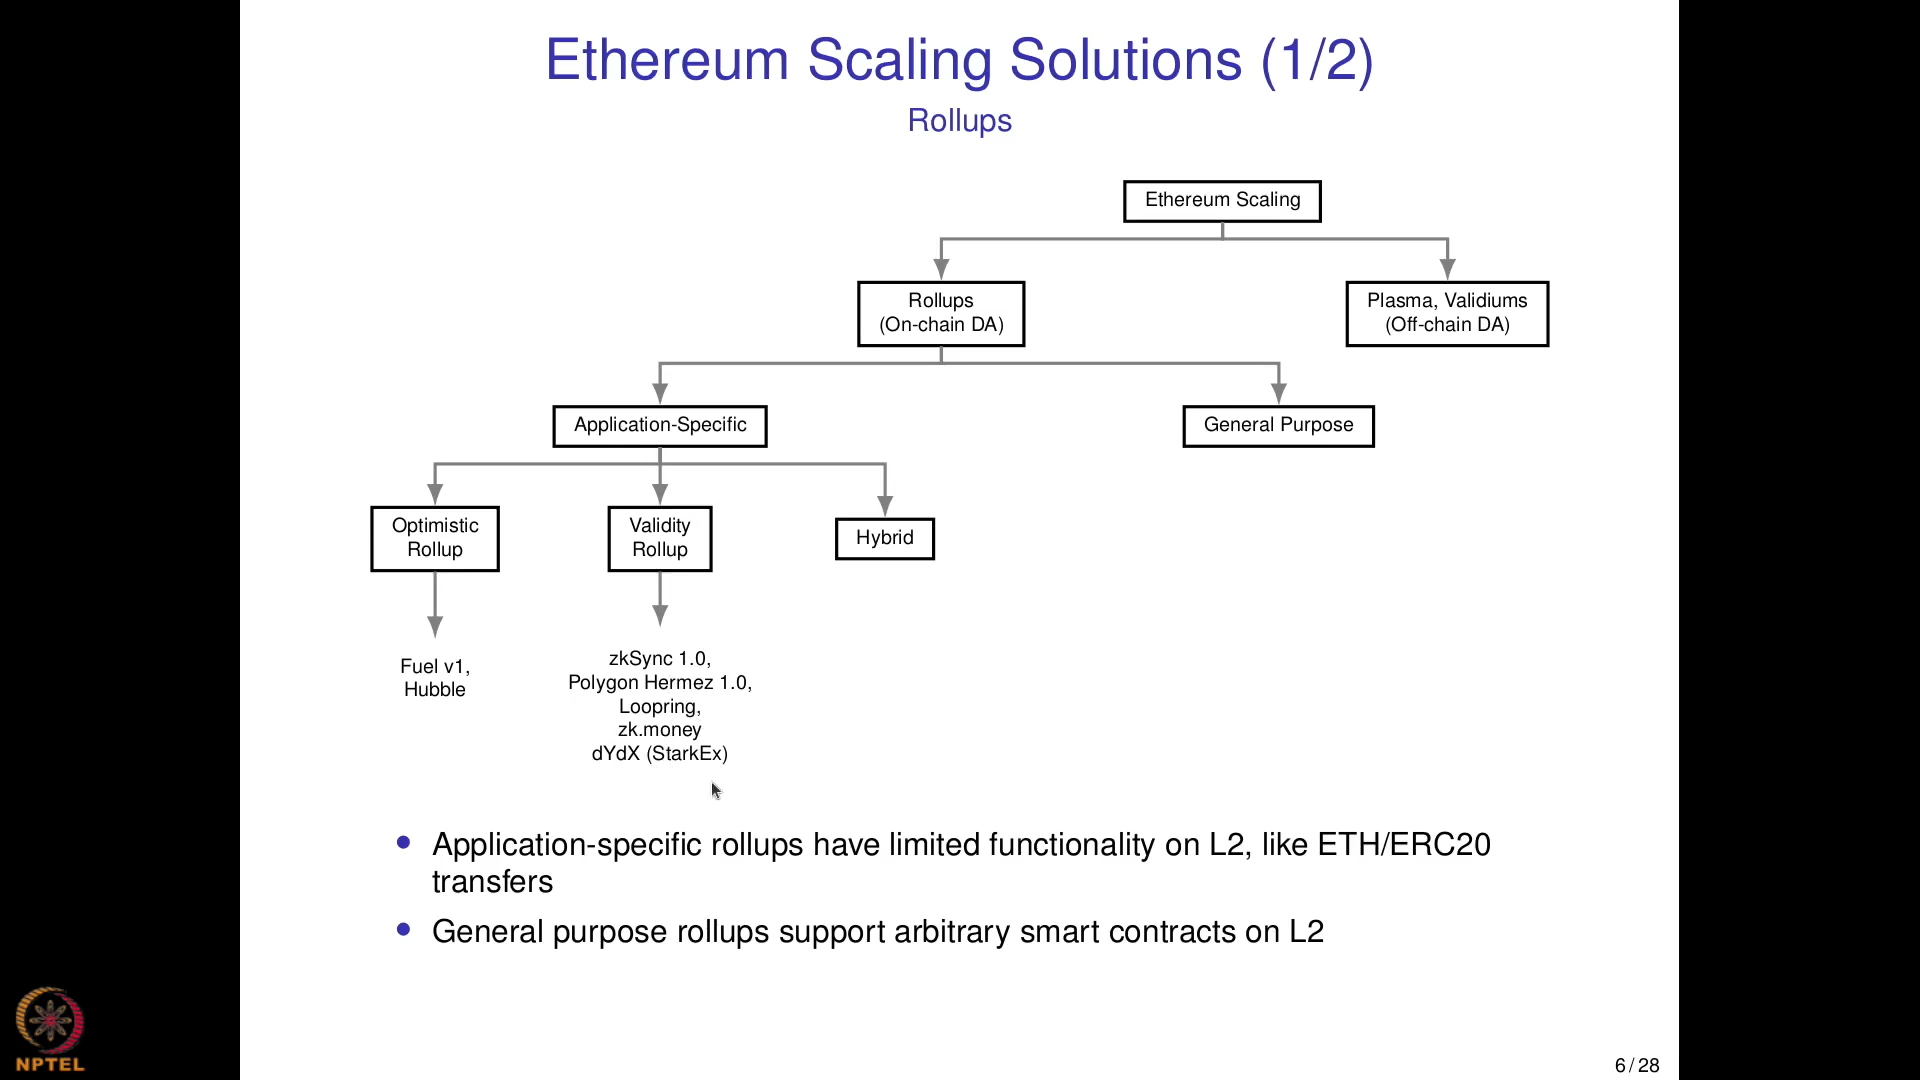 Ethereum Scaling Solutions (1/2)
Rollups
Ethereum Scaling
Rollups
(On-chain DA)
Plasma, Validiums
(Off-chain DA)
Application-Specific
General Purpose
Optimistic
Rollup
Validity
Rollup
Hybrid
Fuel v1,
Hubble
zkSync 1.0,
Polygon Hermez 1.0,
Loopring,
zk.money
dYdX (StarkEx)
• Application-specific rollups have limited functionality on L2, like ETH/ERC20
transfers
• General purpose rollups support arbitrary smart contracts on L2
NPTEL
6 / 28